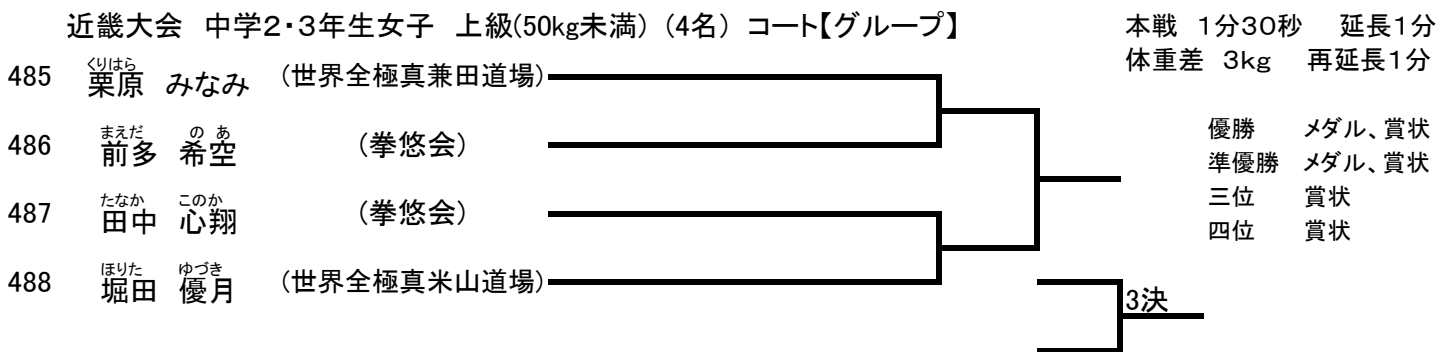 近畿大会 中学2・3年生女子 上級(50kg未満) (4名) コート【グループ】
本戦 1分30秒 延長1分
体重差 3kg 再延長1分
くりはら
485 栗原 みなみ (世界全極真兼田道場)
まえだ のあ
486 前多 希空 (拳悠会)
たなか このか
487 田中 心翔 (拳悠会)
ほりた ゆづき
488 堀田 優月 (世界全極真米山道場)
優勝 メダル、賞状
準優勝 メダル、賞状
三位 賞状
四位 賞状
3決